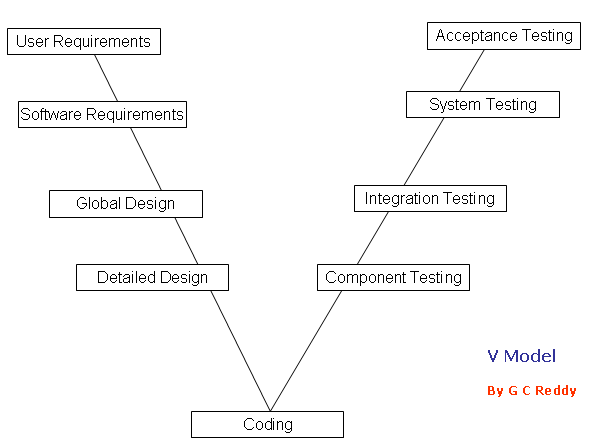 User Requirements
Acceptance Testing
Software Requirements
System Testing
Global Design
Integration Testing
Detailed Design
Component Testing
V Model
By G C Reddy
Coding